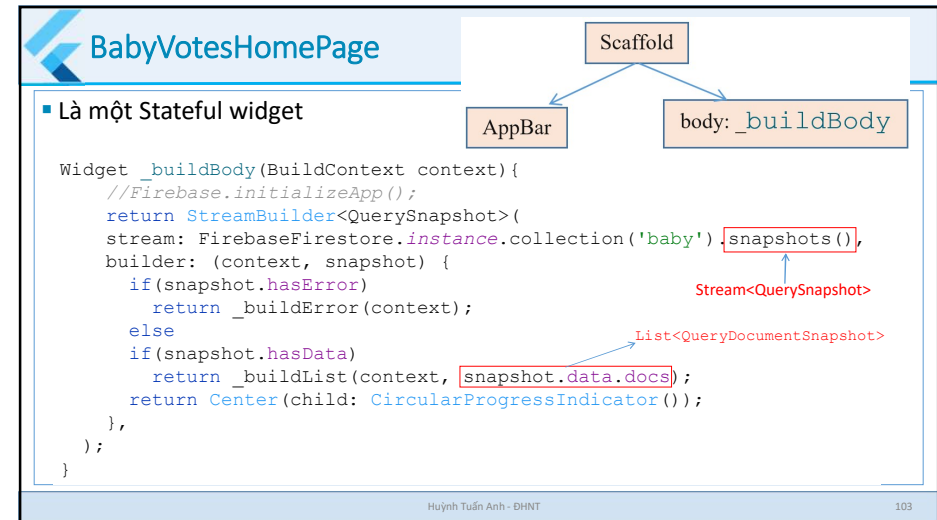 BabyVotesHomePage
Scaffold
AppBar
body: _buildBody
▪ Là một Stateful widget
Widget _buildBody(BuildContext context){
//Firebase.initializeApp();
return StreamBuilder<QuerySnapshot>(
stream: FirebaseFirestore.instance.collection('baby').snapshots(),
builder: (context, snapshot) {
if(snapshot.hasError)
Stream<QuerySnapshot>
return _buildError(context);
else
List<QueryDocumentSnapshot>
if(snapshot.hasData)
return _buildList(context, snapshot.data.docs);
return Center(child: CircularProgressIndicator());
},
);
}
Huỳnh Tuấn Anh - ĐHNT
103